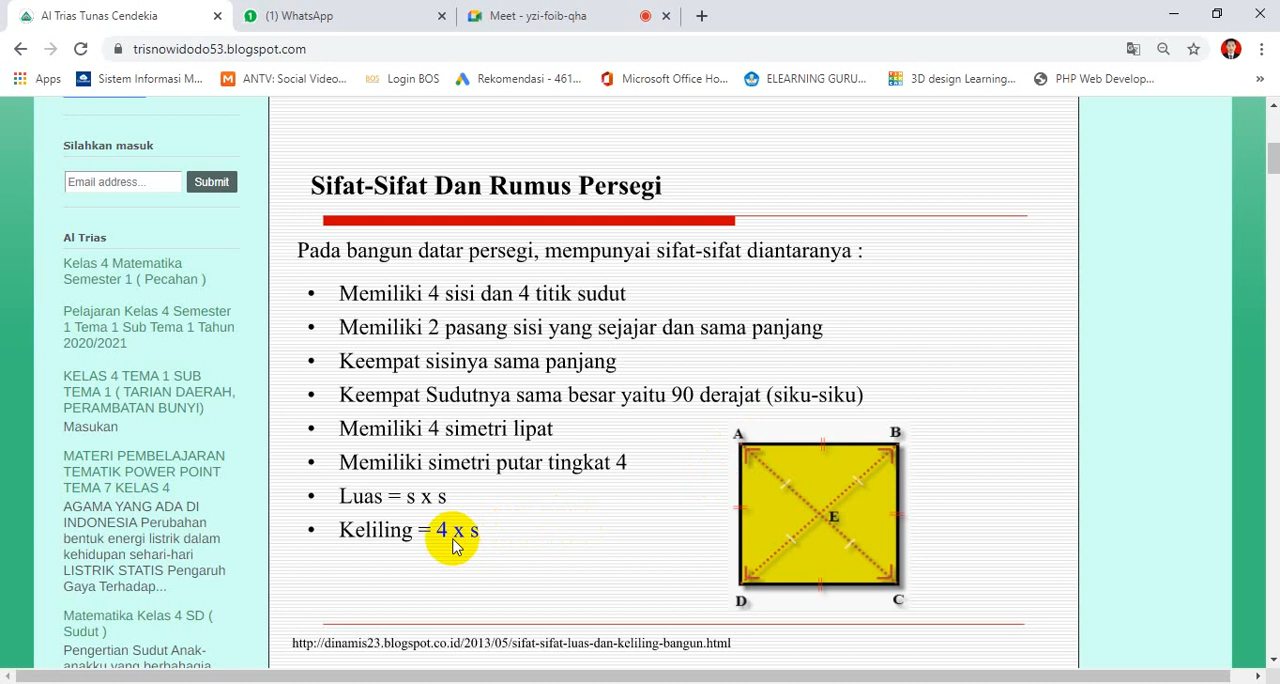 Al Trias Tunas Cendekia
(1) WhatsApp
Meet - yzi-foib-qha
trisnowidodo53.blogspot.com
Apps
Sistem Informasi M...
ANTV: Social Video...
BOS Login BOS
Rekomendasi - 461...
Microsoft Office Ho...
ELEARNING GURU...
3D design Learning...
PHP Web Develop...
»
Silahkan masuk
Email address...
Submit
Al Trias
Kelas 4 Matematika
Semester 1 ( Pecahan )
Pelajaran Kelas 4 Semester
1 Tema 1 Sub Tema 1 Tahun
2020/2021
KELAS 4 TEMA 1 SUB
TEMA 1 ( TARIAN DAERAH,
PERAMBATAN BUNYI)
Masukan
MATERI PEMBELAJARAN
TEMATIK POWER POINT
TEMA 7 KELAS 4
AGAMA YANG ADA DI
INDONESIA Perubahan
bentuk energi listrik dalam
kehidupan sehari-hari
LISTRIK STATIS Pengaruh
Gaya Terhadap...
Matematika Kelas 4 SD (
Sudut )
Pengertian Sudut Anak-
anakku yang berbahagia
Sifat-Sifat Dan Rumus Persegi
Pada bangun datar persegi, mempunyai sifat-sifat diantaranya :
• Memiliki 4 sisi dan 4 titik sudut
• Memiliki 2 pasang sisi yang sejajar dan sama panjang
• Keempat sisinya sama panjang
• Keempat Sudutnya sama besar yaitu 90 derajat (siku-siku)
• Memiliki 4 simetri lipat
• Memiliki simetri putar tingkat 4
• Luas = s x s
• Keliling = 4 x s
A
B
E
D
C
http://dinamis23.blogspot.co.id/2013/05/sifat-sifat-luas-dan-keliling-bangun.html